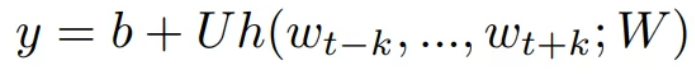 y = b + Uh(w_{t−k}, ..., w_{t+k}; W)